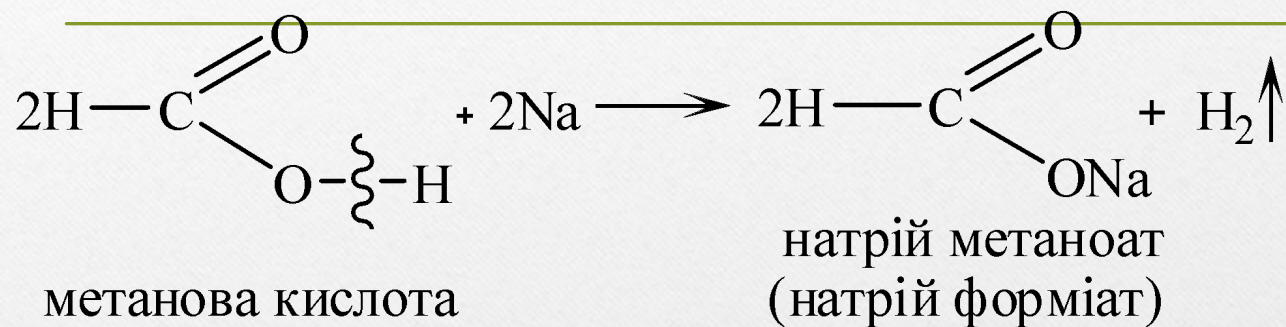 O O
2H—C + 2Na ⟶ 2H—C + H₂↑
O—H ONa
натрій метаноат
метанова кислота (натрій форміат)